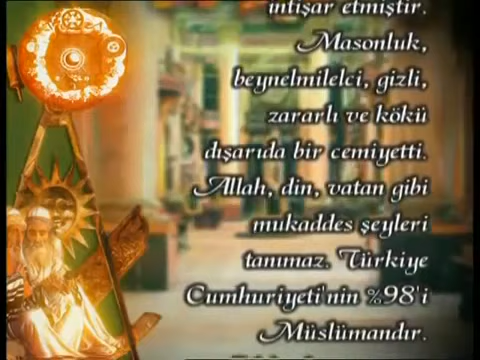 intişar etmiştir.
Masonluk,
beynelmilelci, gizli,
zararlı ve kökü
dışarıda bir cemiyetti.
Allah, din, vatan gibi
mukaddes şeyleri
tanımaz. Türkiye
Cumhuriyeti'nin %98'i
Müslümandır.